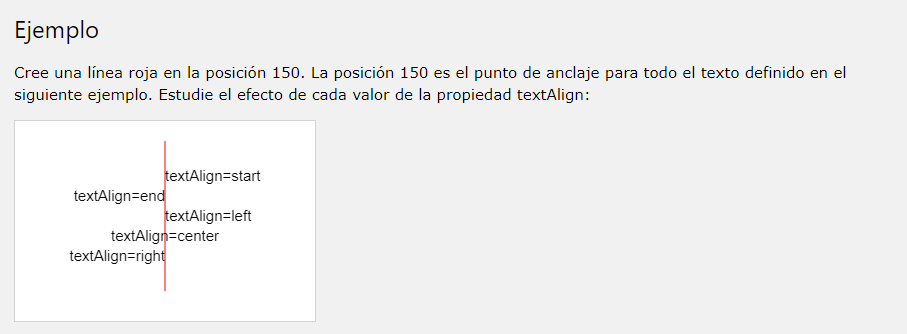 Ejemplo
Cree una línea roja en la posición 150. La posición 150 es el punto de anclaje para todo el texto definido en el
siguiente ejemplo. Estudie el efecto de cada valor de la propiedad textAlign:
textAlign=start
textAlign=end
textAlign=left
textAlign=center
textAlign=right